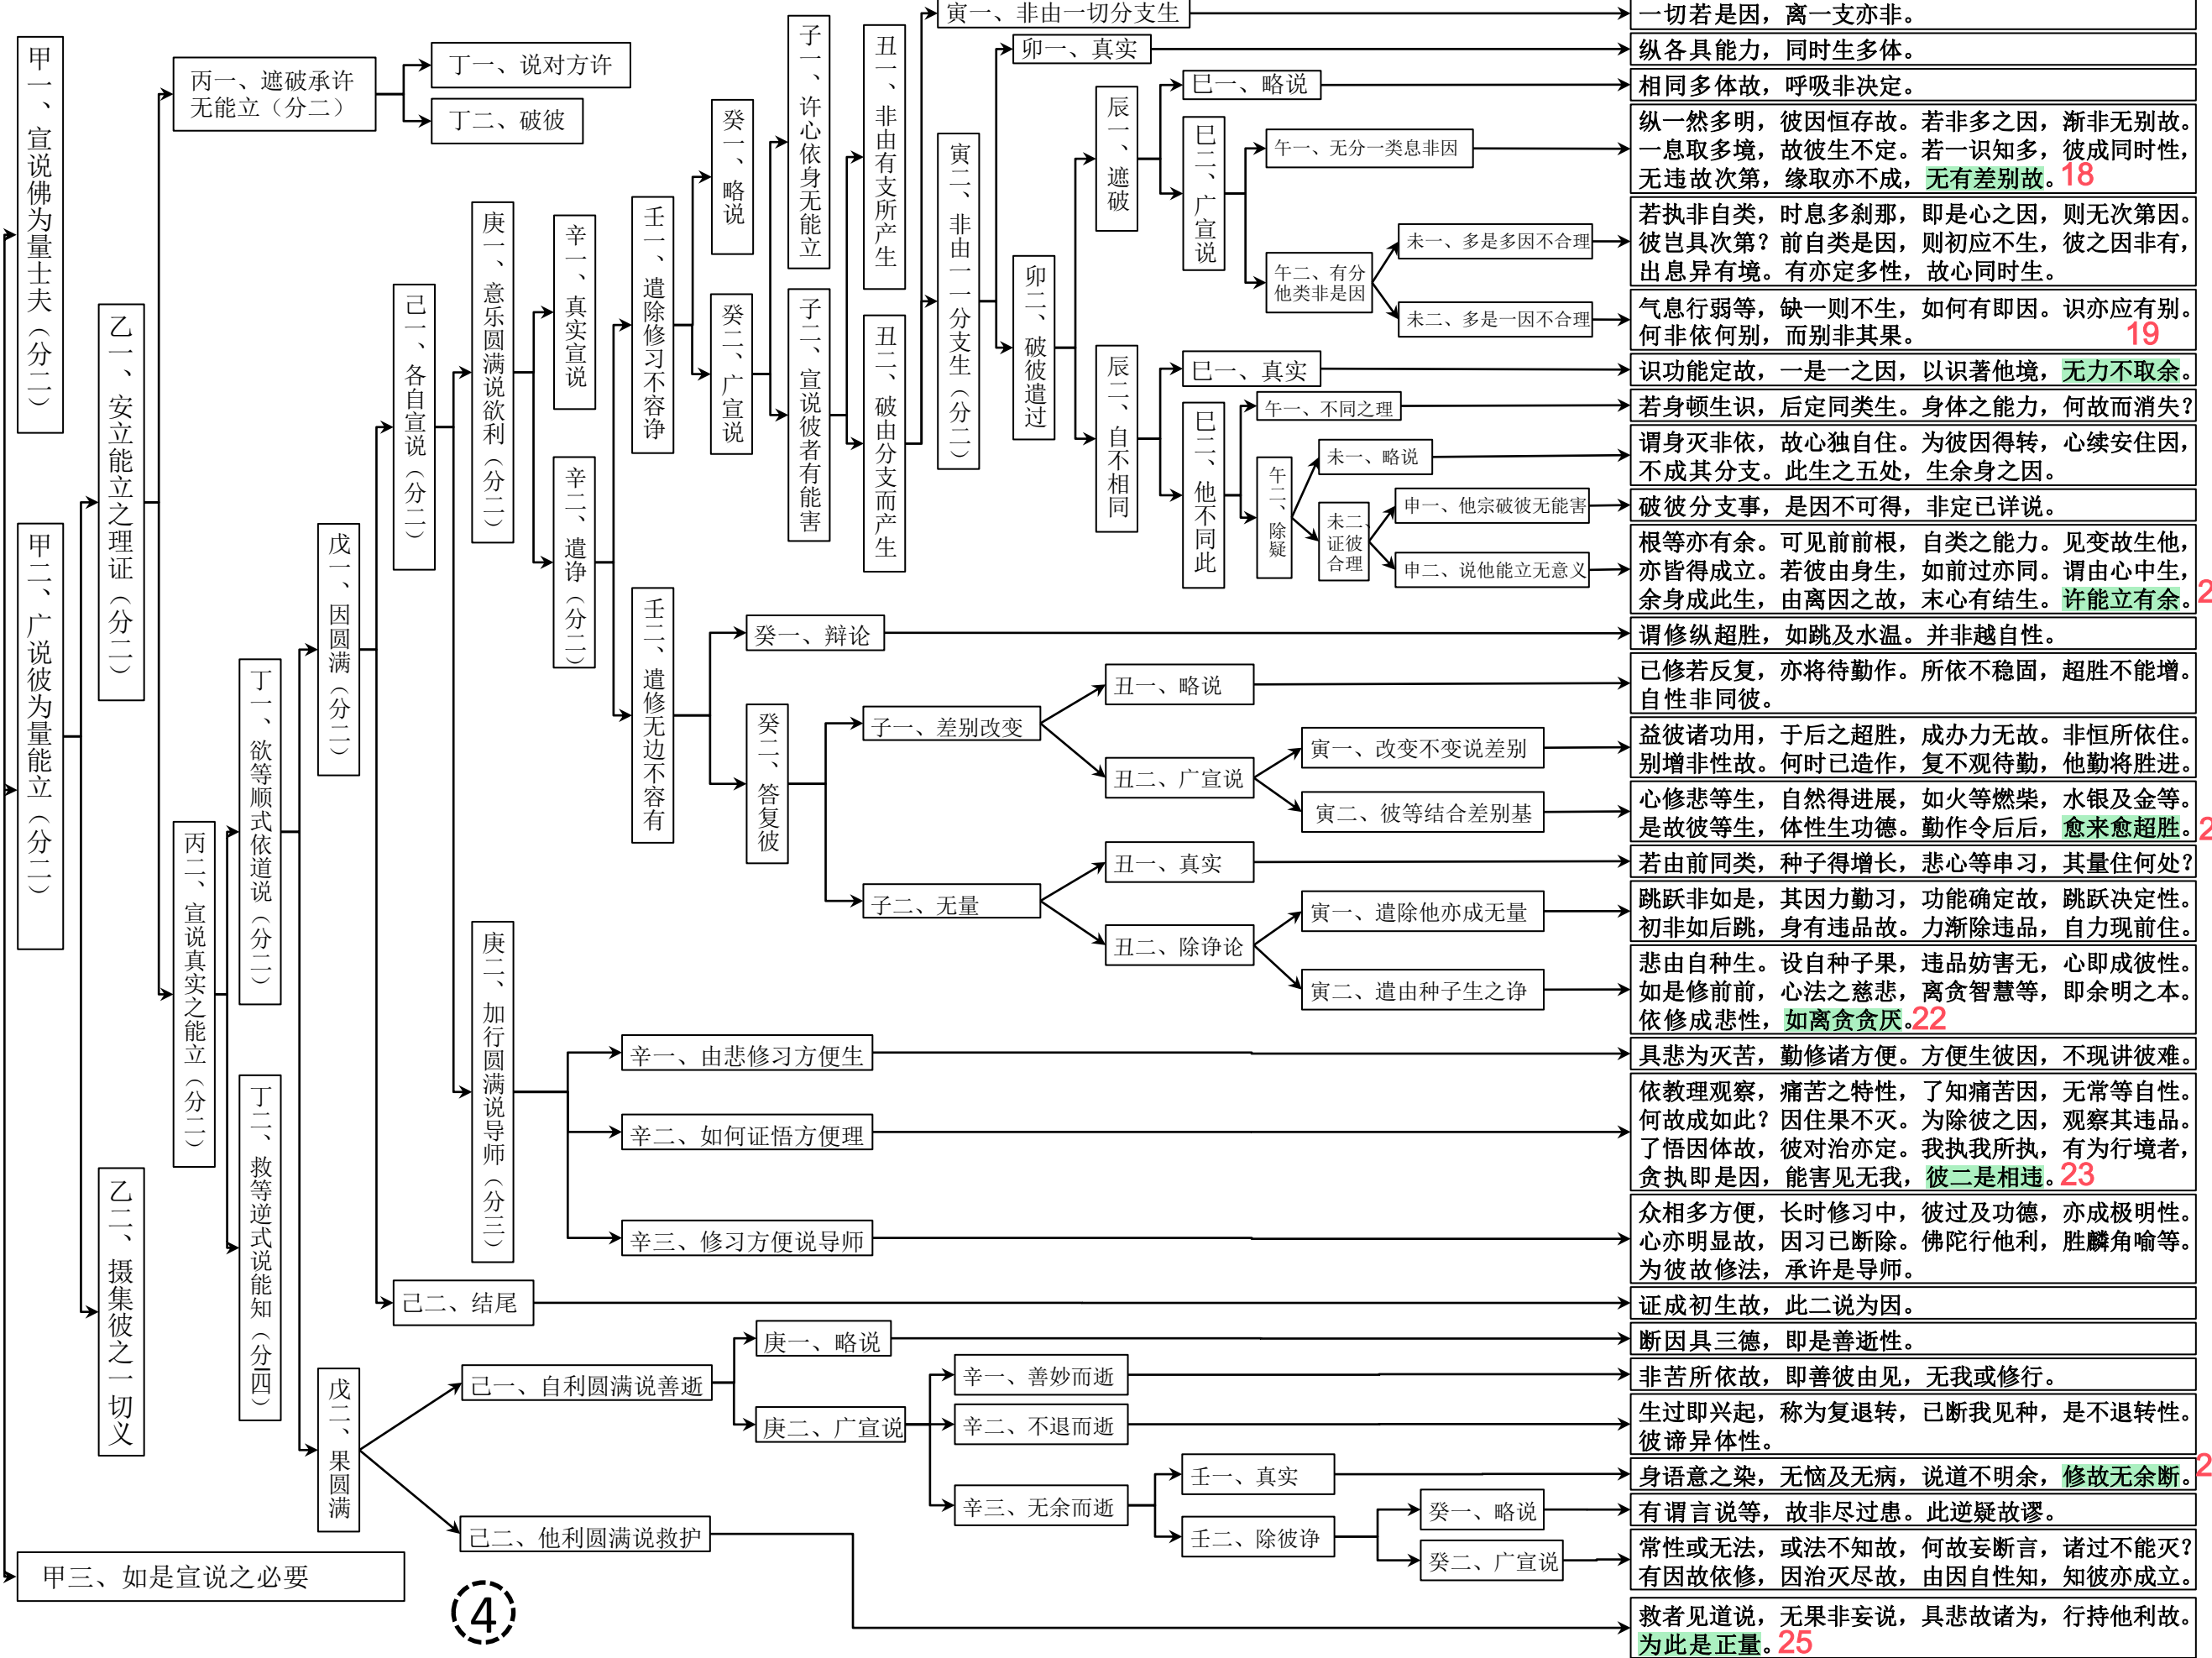 甲一、宣说佛为量士夫（分二）
甲二、广说彼为量能立（分二）
甲三、如是宣说之必要
乙一、安立能立之理证（分二）
乙二、摄集彼之一切义
丙一、遮破承许
无能立（分二）
丙二、宣说真实之能立（分二）
丁一、说对方许
丁二、破彼
丁一、欲等顺式依道说（分二）
丁二、救等逆式说能知（分四）
戊一、因圆满（分二）
戊二、果圆满
己一、各自宣说（分二）
己二、结尾
己一、自利圆满说善逝
己二、他利圆满说救护
庚一、意乐圆满说欲利（分二）
庚二、加行圆满说导师（分三）
庚一、略说
庚二、广宣说
辛一、真实宣说
辛二、遣诤（分二）
辛一、由悲修习方便生
辛二、如何证悟方便理
辛三、修习方便说导师
辛一、善妙而逝
辛二、不退而逝
辛三、无余而逝
壬一、遣除修习不容诤
壬二、遣修无边不容有
壬一、真实
壬二、除彼诤
癸一、略说
癸二、广宣说
癸一、辩论
癸二、答复彼
癸一、略说
癸二、广宣说
子一、许心依身无能立
子二、宣说彼者有能害
子一、差别改变
子二、无量
丑一、非由有支所产生
丑二、破由分支而产生
丑一、略说
丑二、广宣说
丑一、真实
丑二、除诤论
寅一、非由一切分支生
寅二、非由一一分支生（分二）
寅一、改变不变说差别
寅二、彼等结合差别基
寅一、遣除他亦成无量
寅二、遣由种子生之诤
卯一、真实
卯二、破彼遣过
辰一、遮破
辰二、自不相同
巳一、略说
巳二、广宣说
巳一、真实
巳二、他不同此
午一、无分一类息非因
午二、有分
他类非是因
午一、不同之理
午二、除疑
未一、多是多因不合理
未二、多是一因不合理
未一、略说
未二、
证彼
合理
申一、他宗破彼无能害
申二、说他能立无意义
一切若是因，离一支亦非。
纵各具能力，同时生多体。
相同多体故，呼吸非决定。
纵一然多明，彼因恒存故。若非多之因，渐非无别故。
一息取多境，故彼生不定。若一识知多，彼成同时性，
无违故次第，缘取亦不成，无有差别故。18
若执非自类，时息多刹那，即是心之因，则无次第因。
彼岂具次第？前自类是因，则初应不生，彼之因非有，
出息异有境。有亦定多性，故心同时生。
气息行弱等，缺一则不生，如何有即因。识亦应有别。
何非依何别，而别非其果。 19
识功能定故，一是一之因，以识著他境，无力不取余。
若身顿生识，后定同类生。身体之能力，何故而消失？
谓身灭非依，故心独自住。为彼因得转，心续安住因，
不成其分支。此生之五处，生余身之因。
破彼分支事，是因不可得，非定已详说。
根等亦有余。可见前前根，自类之能力。见变故生他，
亦皆得成立。若彼由身生，如前过亦同。谓由心中生，
余身成此生，由离因之故，末心有结生。许能立有余。2
谓修纵超胜，如跳及水温。并非越自性。
已修若反复，亦将待勤作。所依不稳固，超胜不能增。
自性非同彼。
益彼诸功用，于后之超胜，成办力无故。非恒所依住。
别增非性故。何时已造作，复不观待勤，他勤将胜进。
心修悲等生，自然得进展，如火等燃柴，水银及金等。
是故彼等生，体性生功德。勤作令后后，愈来愈超胜。2
若由前同类，种子得增长，悲心等串习，其量住何处？
跳跃非如是，其因力勤习，功能确定故，跳跃决定性。
初非如后跳，身有违品故。力渐除违品，自力现前住。
悲由自种生。设自种子果，违品妨害无，心即成彼性。
如是修前前，心法之慈悲，离贪智慧等，即余明之本。
依修成悲性，如离贪贪厌。22
具悲为灭苦，勤修诸方便。方便生彼因，不现讲彼难。
依教理观察，痛苦之特性，了知痛苦因，无常等自性。
何故成如此？因住果不灭。为除彼之因，观察其违品。
了悟因体故，彼对治亦定。我执我所执，有为行境者，
贪执即是因，能害见无我，彼二是相违。23
众相多方便，长时修习中，彼过及功德，亦成极明性。
心亦明显故，因习已断除。佛陀行他利，胜麟角喻等。
为彼故修法，承许是导师。
证成初生故，此二说为因。
断因具三德，即是善逝性。
非苦所依故，即善彼由见，无我或修行。
生过即兴起，称为复退转，已断我见种，是不退转性。
彼谛异体性。
身语意之染，无恼及无病，说道不明余，修故无余断。2
有谓言说等，故非尽过患。此逆疑故谬。
常性或无法，或法不知故，何故妄断言，诸过不能灭？
有因故依修，因治灭尽故，由因自性知，知彼亦成立。
救者见道说，无果非妄说，具悲故诸为，行持他利故。
为此是正量。25
④